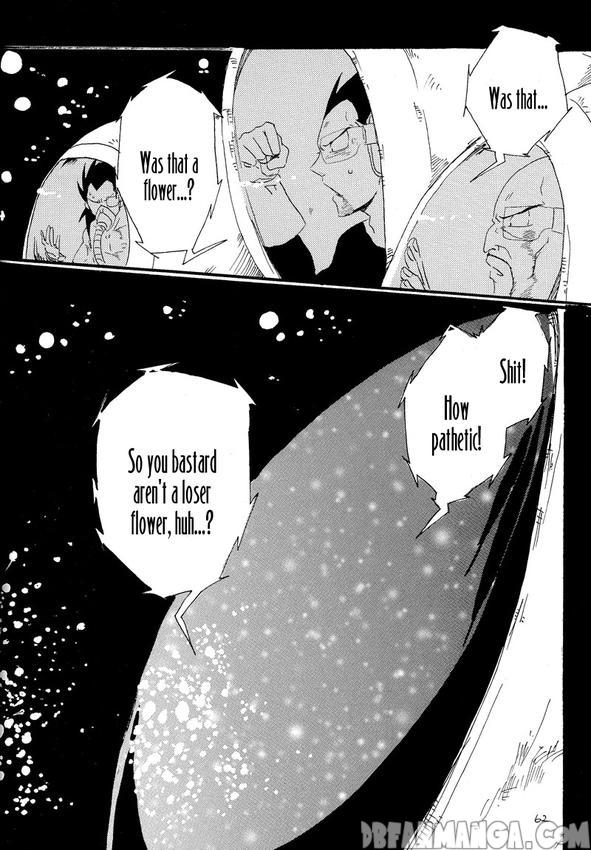 Was that...
Was that a
flower...?
Shit!
How
pathetic!
So you bastard
aren't a loser
flower, huh...?
62
DBFANMANGA.COM